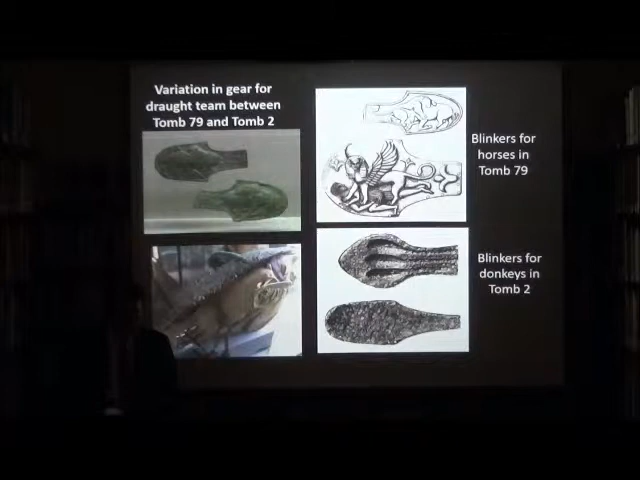 Variation in gear for
draught team between
Tomb 79 and Tomb 2
Blinkers for
horses in
Tomb 79
Blinkers for
donkeys in
Tomb 2